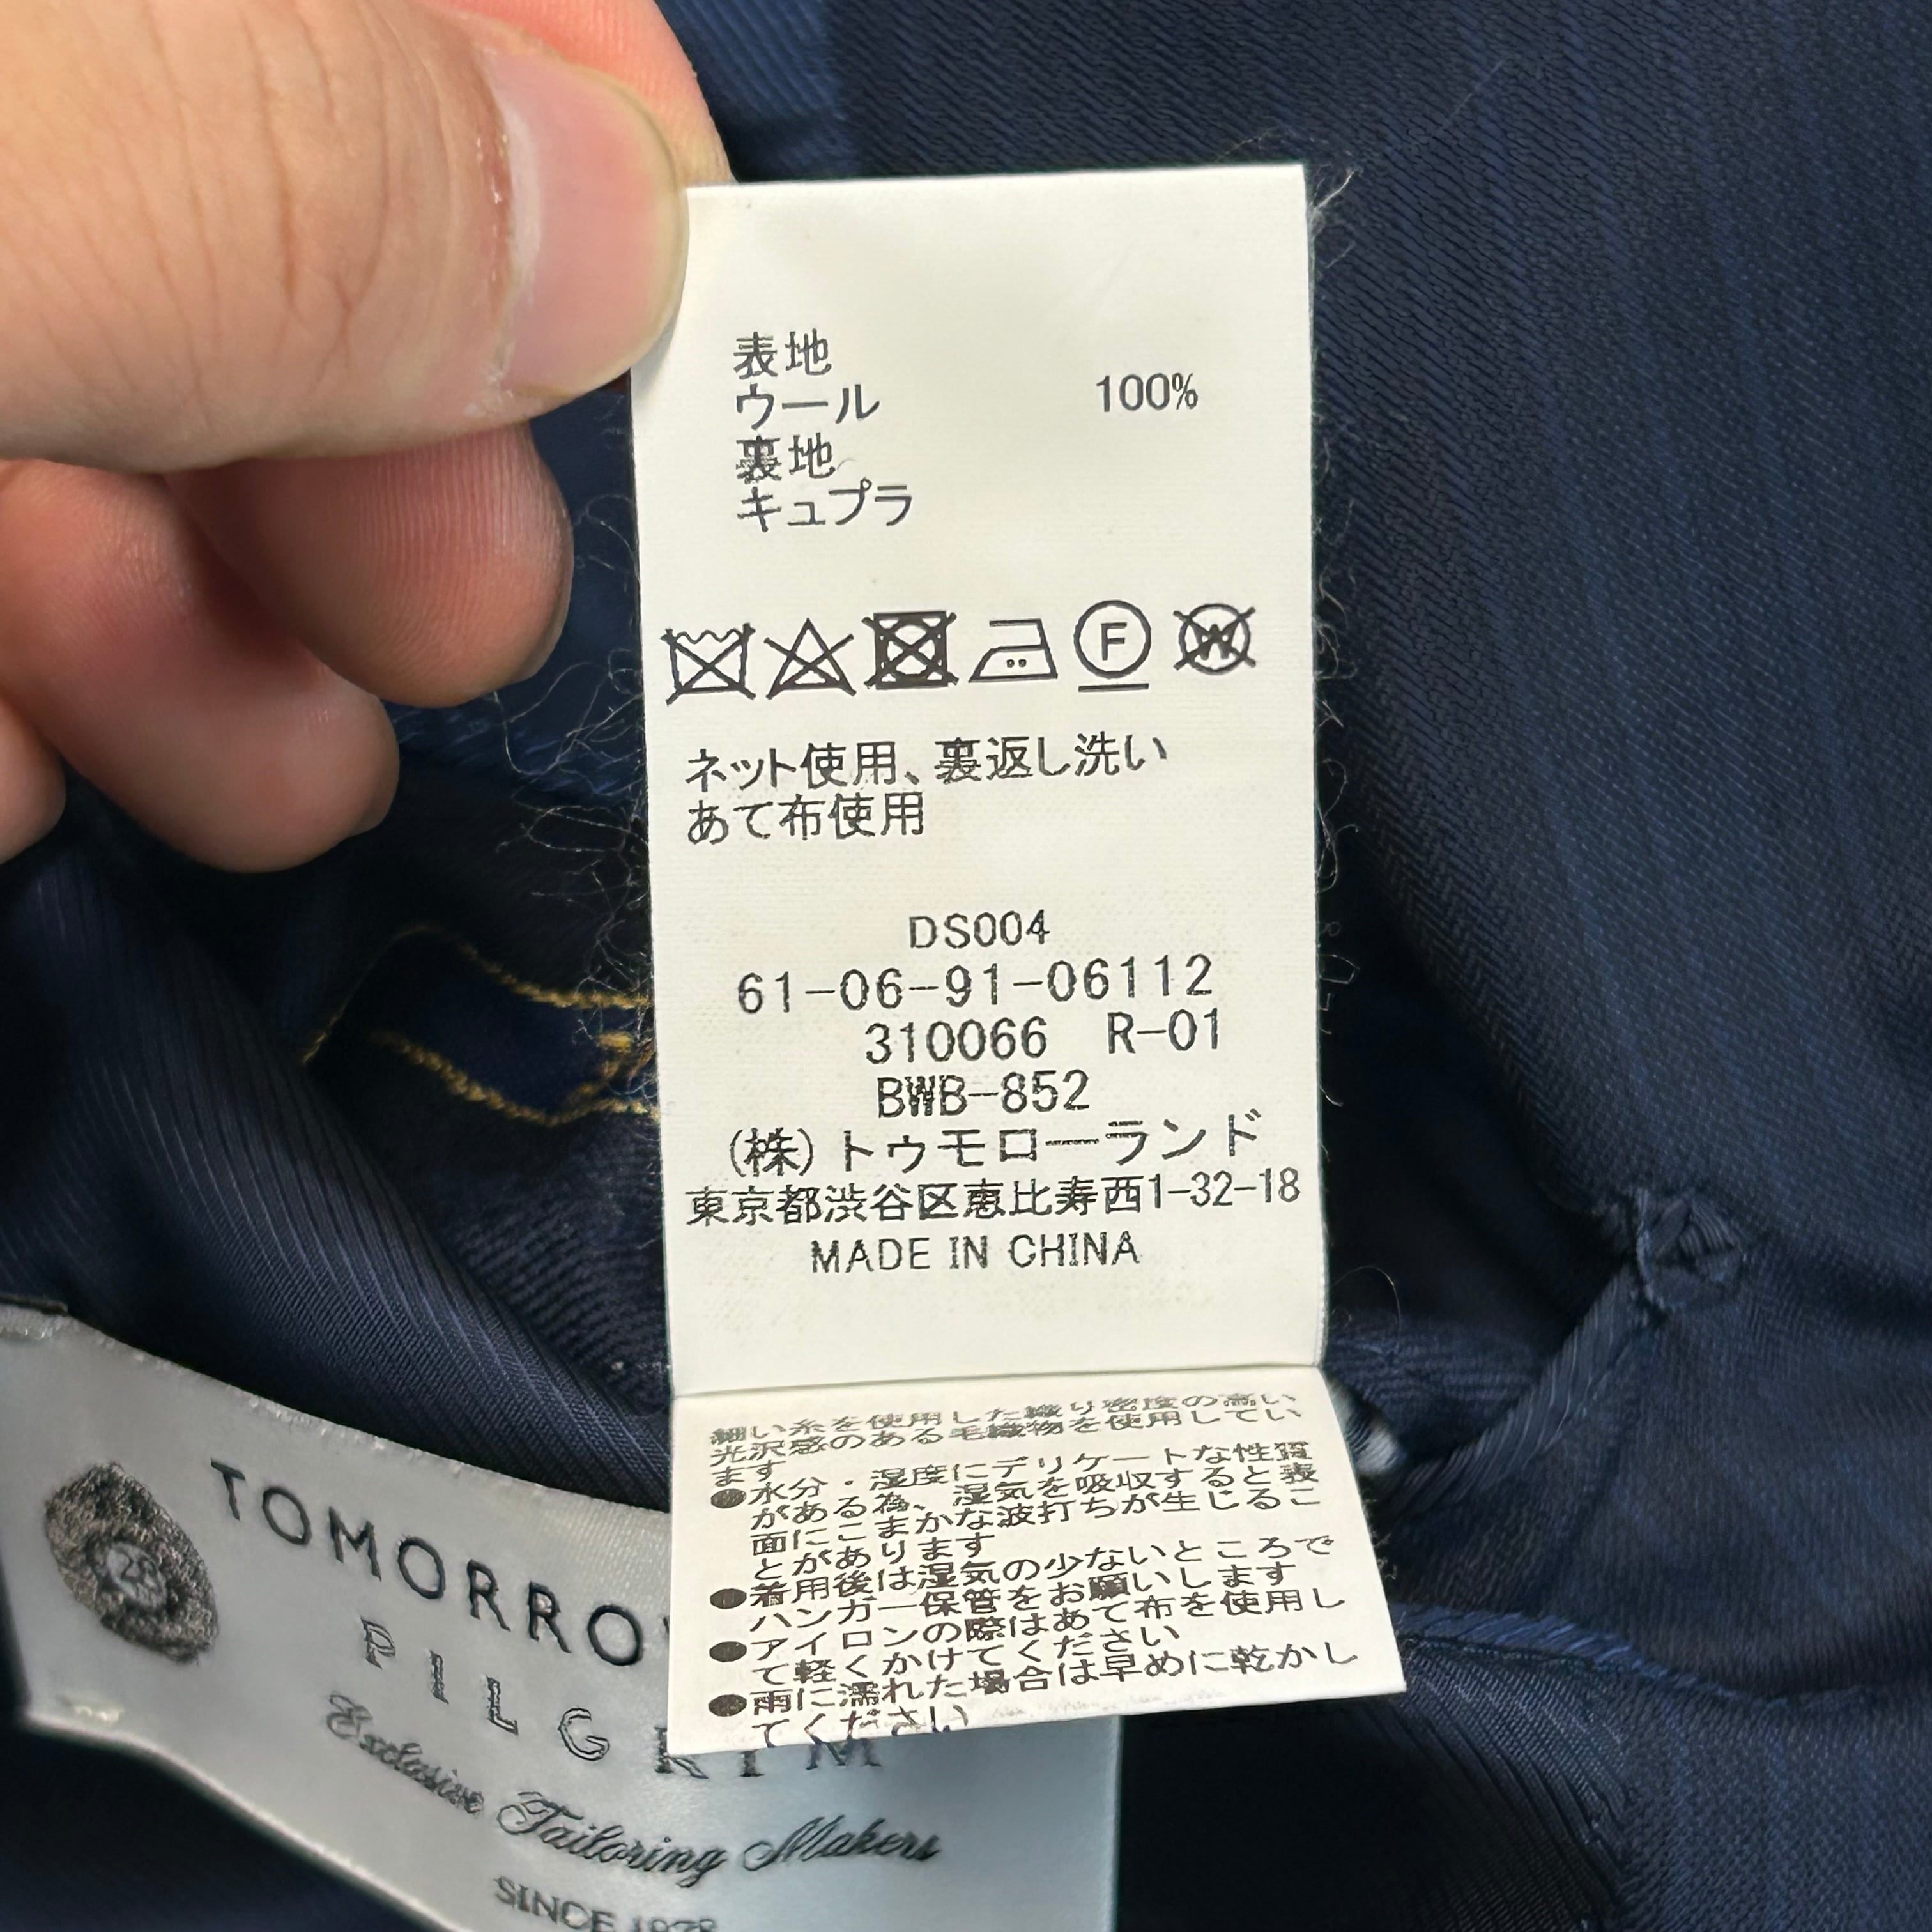 表地
ウール 100%
裏地
キュプラ
F
W
ネット使用、裏返し洗い
あて布使用
DS004
61-06-91-06112
310066 R-01
BWB-852
(株)トゥモローランド
東京都渋谷区恵比寿西1-32-18
MADE IN CHINA
細い糸を使用した織り密度の高い
光沢感のある毛織物を使用してい
ます
●水分・湿度にデリケートな性質
がある為、湿気を吸収すると表
面にこまかな波打ちが生じるこ
とがあります
●着用後は湿気の少ないところで
ハンガー保管をお願いします
●アイロンの際はあて布を使用し
て軽くかけてください
●雨に濡れた場合は早めに乾かし
てください
28
TOMORRO
PILGRIM
Exclusive Tailoring Makers
SINCE 1978